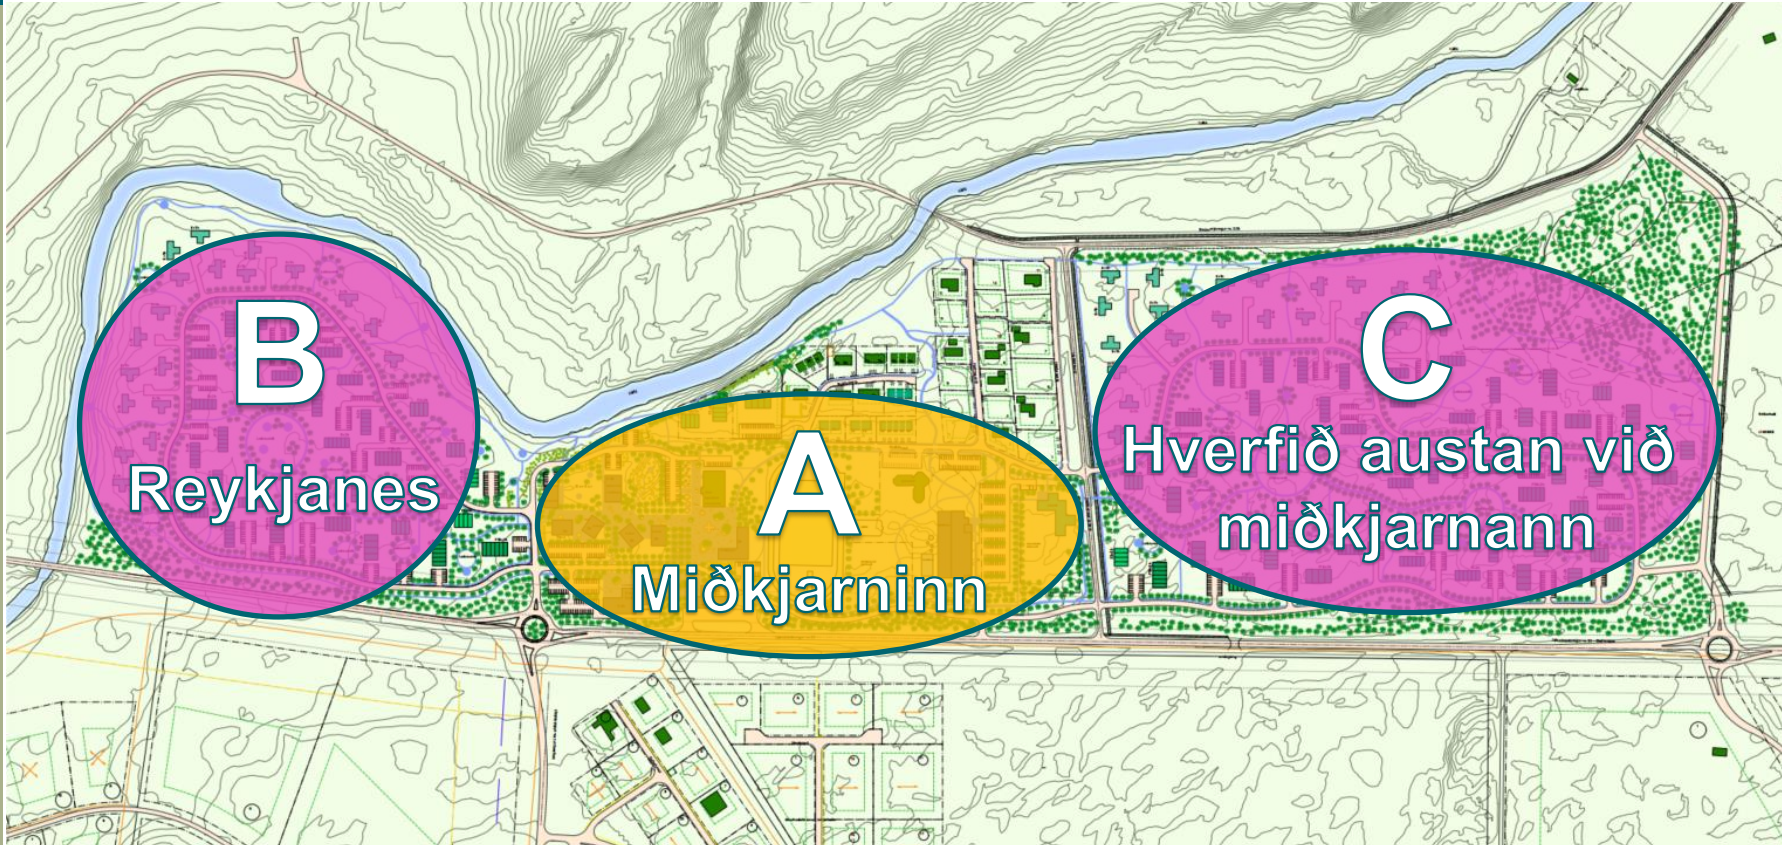 B
Reykjanes
A
Miðkjarninn
C
Hverfið austan við
miðkjarnann